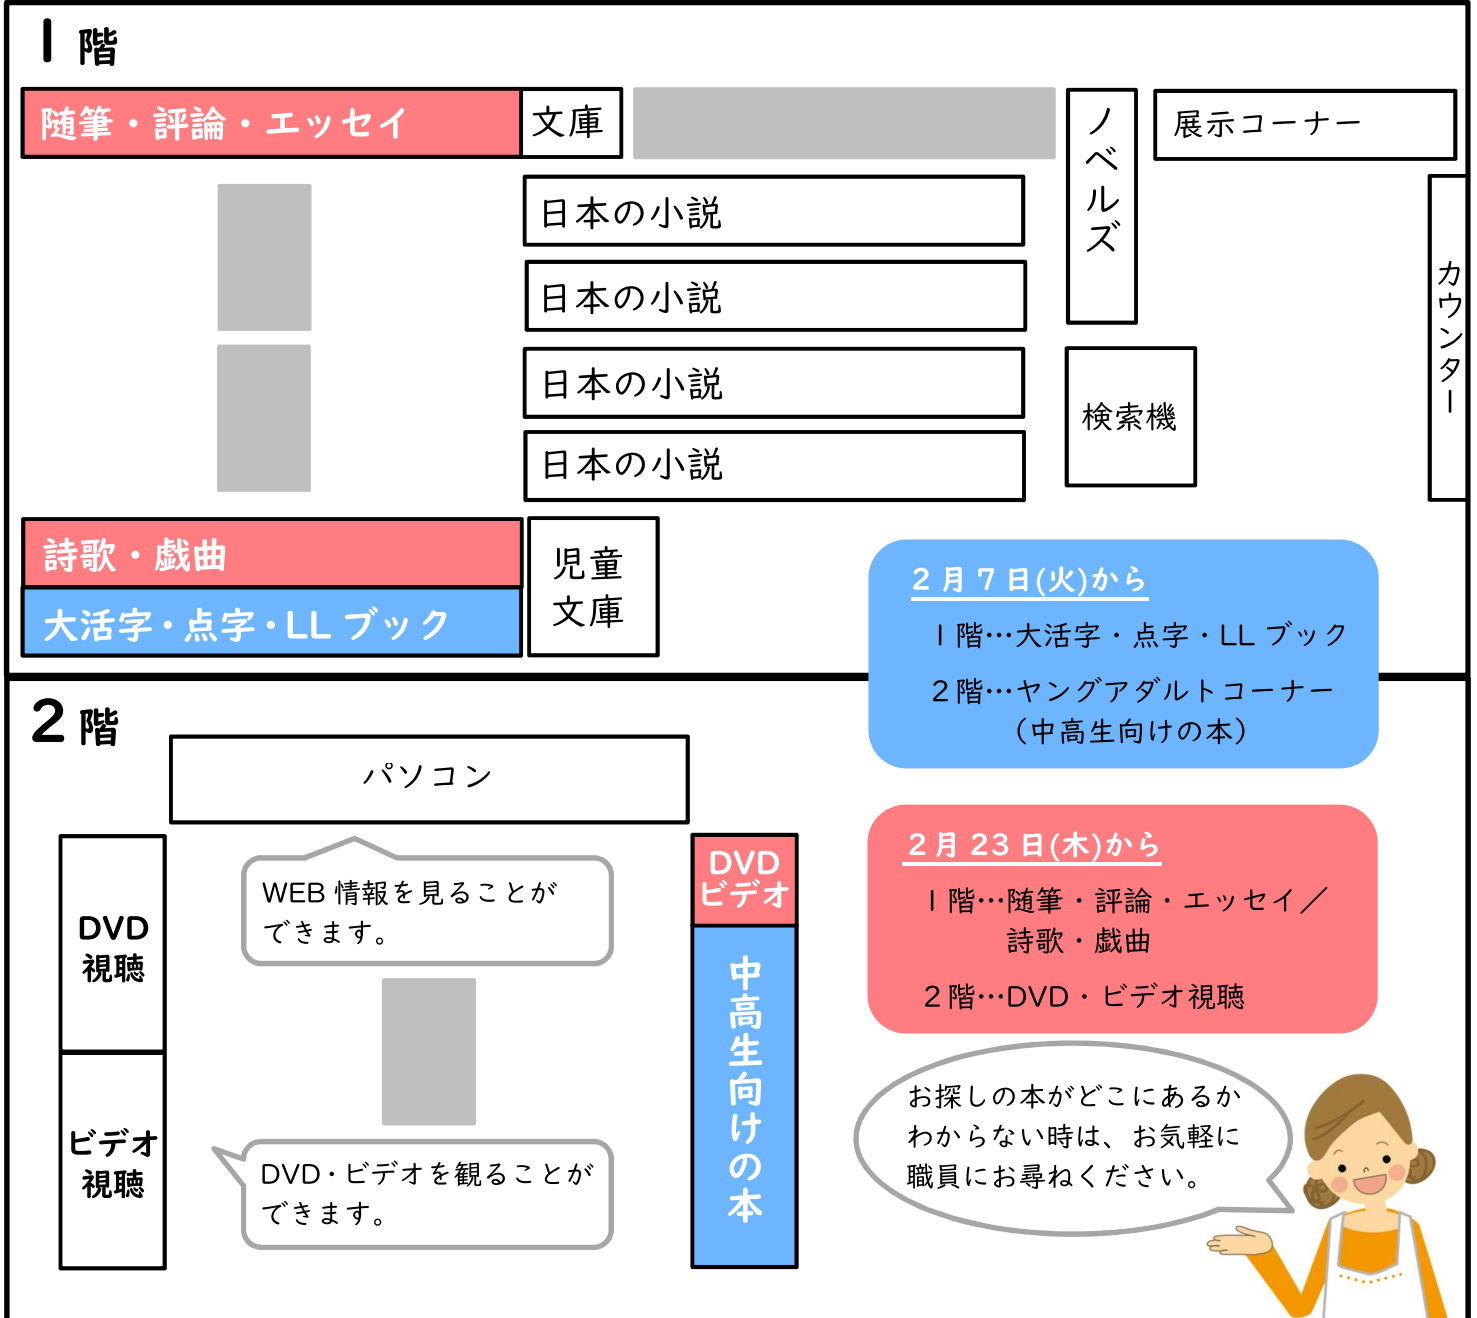 1階
随筆・評論・エッセイ
文庫
ノベルズ
展示コーナー
日本の小説
日本の小説
日本の小説
日本の小説
カウンター
検索機
詩歌・戯曲
大活字・点字・LLブック
児童
文庫
2月7日(火)から
1階…大活字・点字・LLブック
2階…ヤングアダルトコーナー
（中高生向けの本）
2階
パソコン
DVD
視聴
ビデオ
視聴
WEB情報を見ることが
できます。
DVD・ビデオを観ることが
できます。
DVD
ビデオ
中高生向けの本
2月23日(木)から
1階…随筆・評論・エッセイ／
詩歌・戯曲
2階…DVD・ビデオ視聴
お探しの本がどこにあるか
わからない時は、お気軽に
職員にお尋ねください。